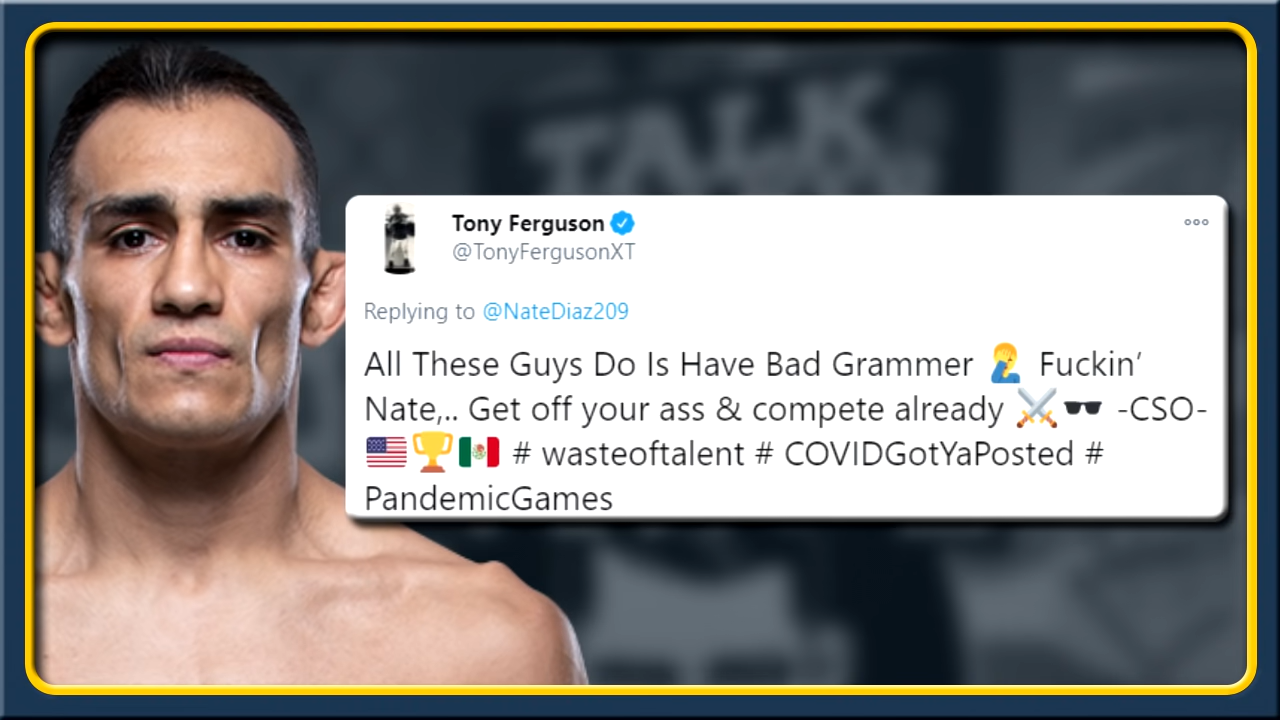 TALK
Tony Ferguson
@TonyFergusonXT
Replying to @NateDiaz209
All These Guys Do Is Have Bad Grammer 🤦‍♂️ Fuckin’
Nate,.. Get off your ass & compete already ⚔️🕶️ -CSO-
🇺🇸🏆🇲🇽 # wasteoftalent # COVIDGotYaPosted #
PandemicGames